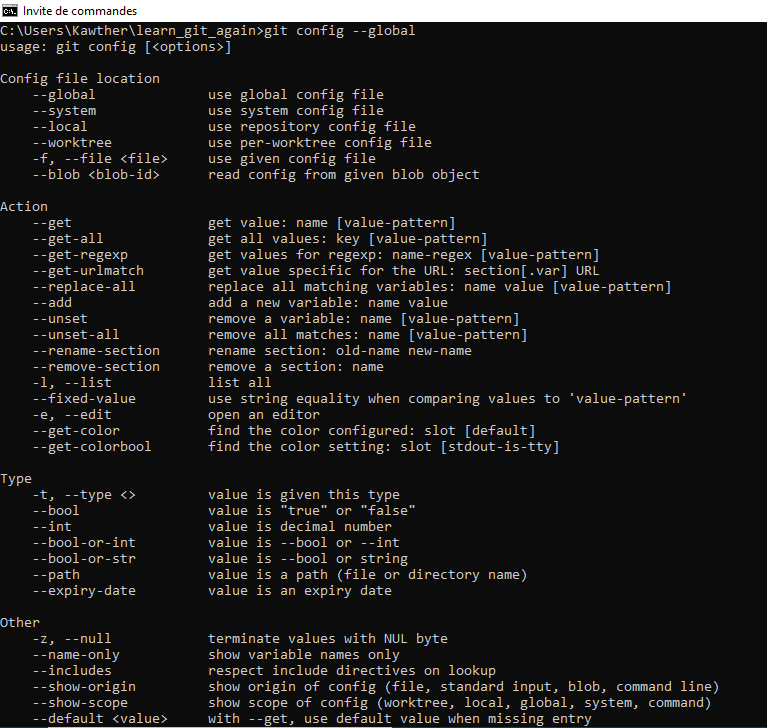 Invite de commandes
C:\Users\Kawther\learn_git_again>git config --global
usage: git config [<options>]
Config file location
--global use global config file
--system use system config file
--local use repository config file
--worktree use per-worktree config file
-f, --file <file> use given config file
--blob <blob-id> read config from given blob object
Action
--get get value: name [value-pattern]
--get-all get all values: key [value-pattern]
--get-regexp get values for regexp: name-regex [value-pattern]
--get-urlmatch get value specific for the URL: section[.var] URL
--replace-all replace all matching variables: name value [value-pattern]
--add add a new variable: name value
--unset remove a variable: name [value-pattern]
--unset-all remove all matches: name [value-pattern]
--rename-section rename section: old-name new-name
--remove-section remove a section: name
-l, --list list all
--fixed-value use string equality when comparing values to 'value-pattern'
-e, --edit open an editor
--get-color find the color configured: slot [default]
--get-colorbool find the color setting: slot [stdout-is-tty]
Type
-t, --type <> value is given this type
--bool value is "true" or "false"
--int value is decimal number
--bool-or-int value is --bool or --int
--bool-or-str value is --bool or string
--path value is a path (file or directory name)
--expiry-date value is an expiry date
Other
-z, --null terminate values with NUL byte
--name-only show variable names only
--includes respect include directives on lookup
--show-origin show origin of config (file, standard input, blob, command line)
--show-scope show scope of config (worktree, local, global, system, command)
--default <value> with --get, use default value when missing entry